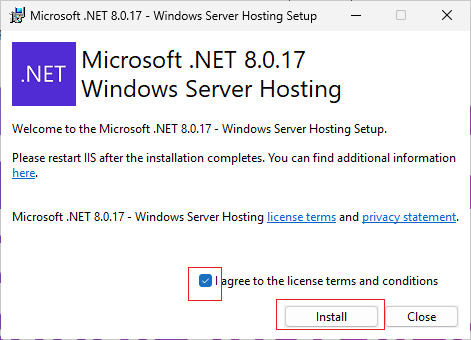 Microsoft .NET 8.0.17 - Windows Server Hosting Setup
.NET
Microsoft .NET 8.0.17
Windows Server Hosting
Welcome to the Microsoft .NET 8.0.17 - Windows Server Hosting Setup.
Please restart IIS after the installation completes. You can find additional information
here.
Microsoft .NET 8.0.17 - Windows Server Hosting license terms and privacy statement.
I agree to the license terms and conditions
Install
Close